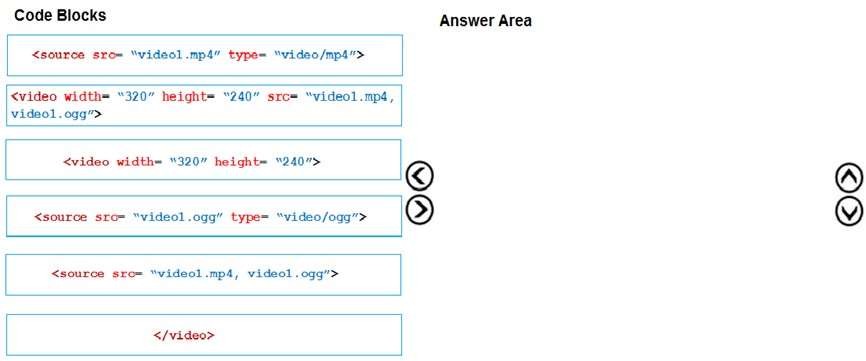 Code Blocks
Answer Area
<source src= “video1.mp4” type= “video/mp4”>
<video width= “320” height= “240” src= “video1.mp4,
video1.ogg”>
<video width= “320” height= “240”>
<source src= “video1.ogg” type= “video/ogg”>
<source src= “video1.mp4, video1.ogg”>
</video>